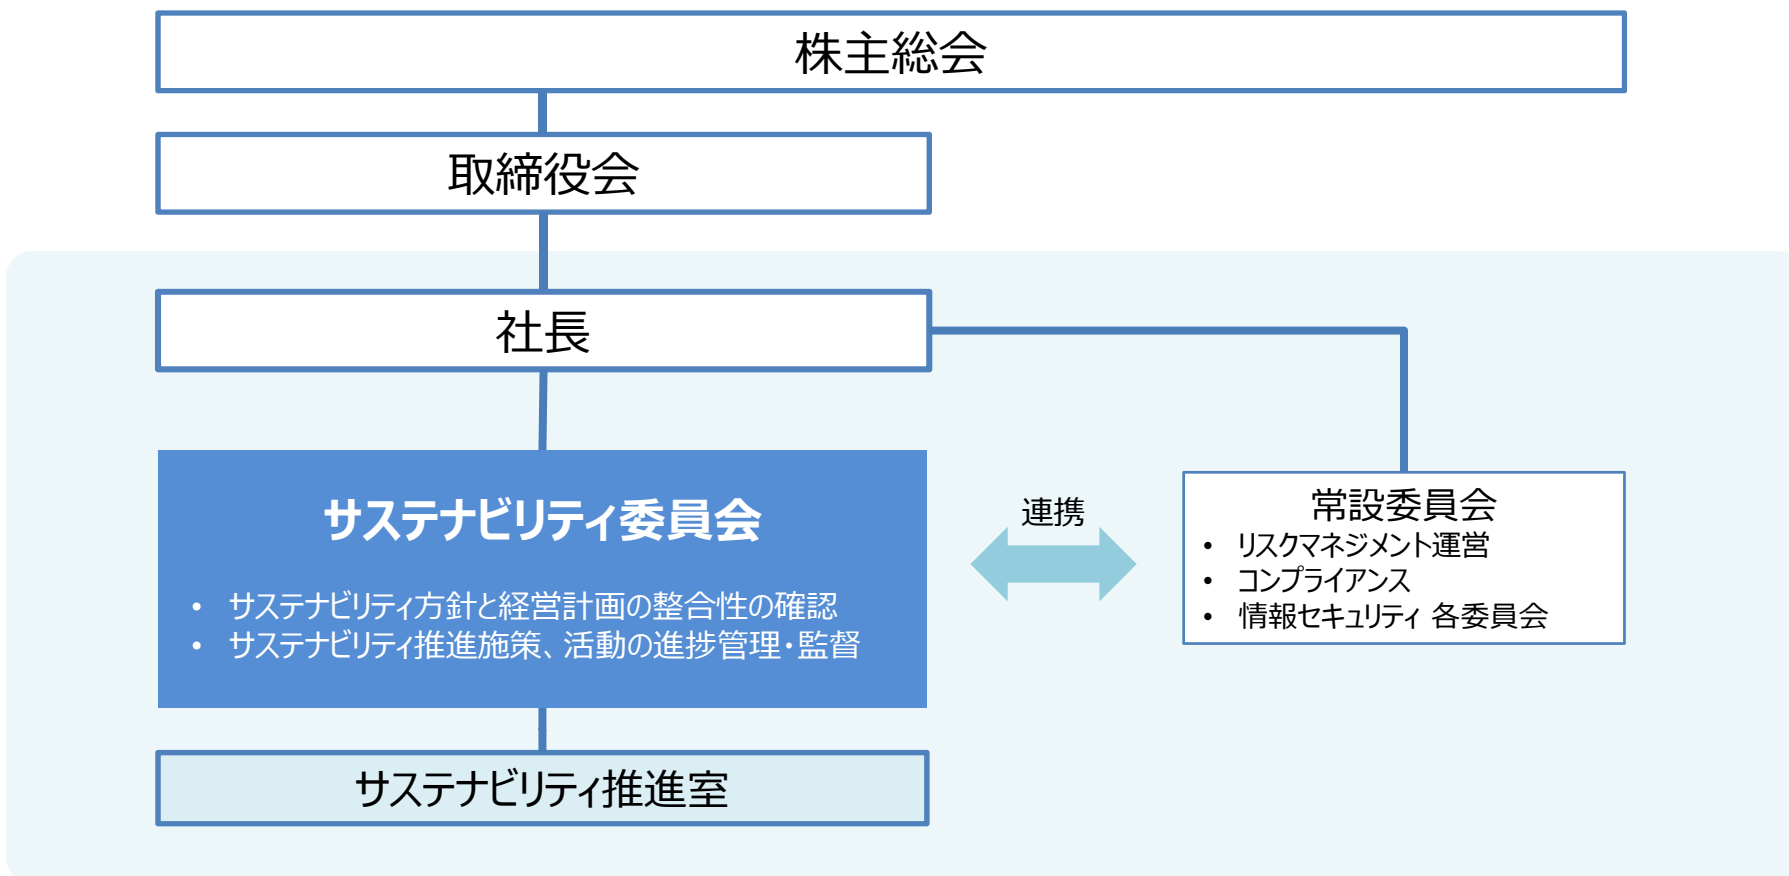 株主総会
取締役会
社長
サステナビリティ委員会
• サステナビリティ方針と経営計画の整合性の確認
• サステナビリティ推進施策、活動の進捗管理・監督
連携
常設委員会
• リスクマネジメント運営
• コンプライアンス
• 情報セキュリティ 各委員会
サステナビリティ推進室